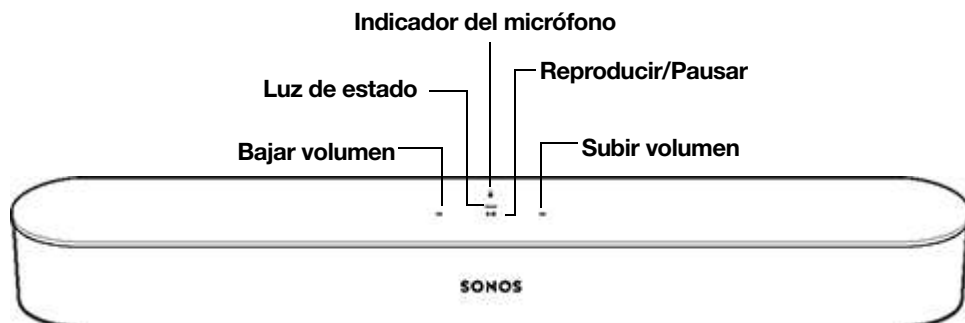 Indicador del micrófono
Reproducir/Pausar
Luz de estado
Bajar volumen
Subir volumen
SONOS